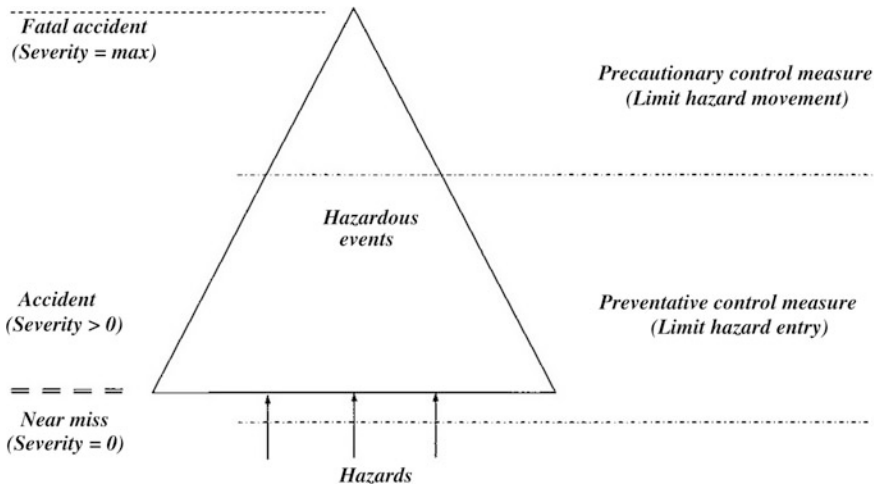 Fatal accident
(Severity = max)
Precautionary control measure
(Limit hazard movement)
Hazardous
events
Accident
(Severity > 0)
Preventative control measure
(Limit hazard entry)
Near miss
(Severity = 0)
Hazards